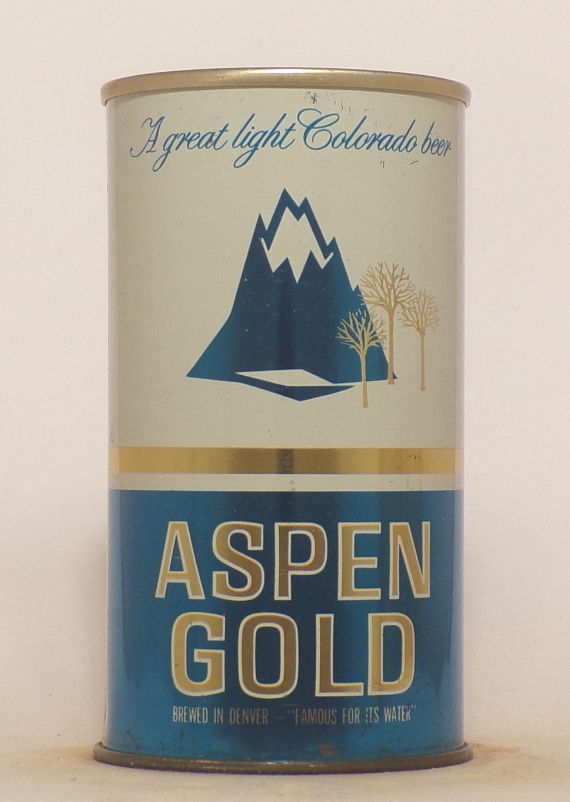 A great light Colorado beer
ASPEN
GOLD
BREWED IN DENVER - "FAMOUS FOR ITS WATER"